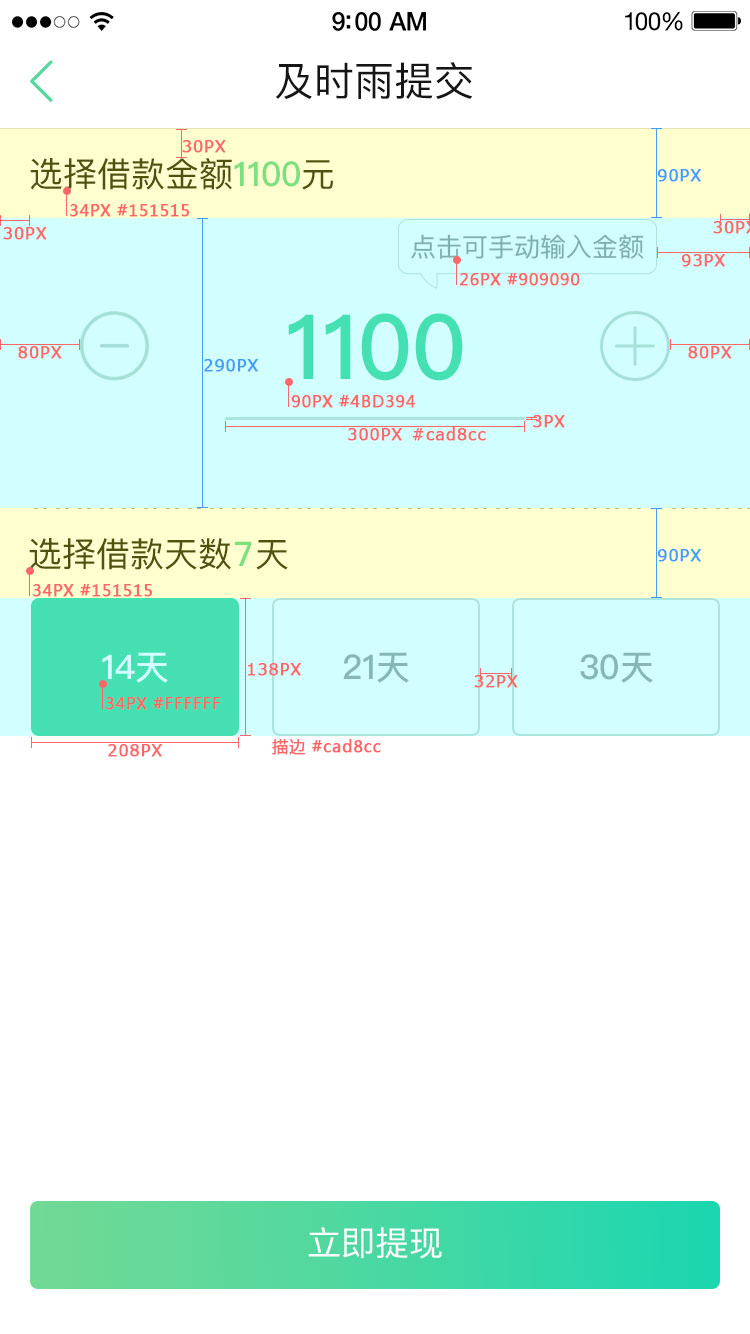 9:00 AM
100%
及时雨提交
30PX
选择借款金额1100元
90PX
34PX #151515
30PX
30PX
点击可手动输入金额
93PX
26PX #909090
80PX
1100
80PX
290PX
90PX #4BD394
3PX
300PX #cad8cc
选择借款天数7天
90PX
34PX #151515
14天
138PX
21天
32PX
30天
34PX #FFFFFF
208PX
描边 #cad8cc
立即提现